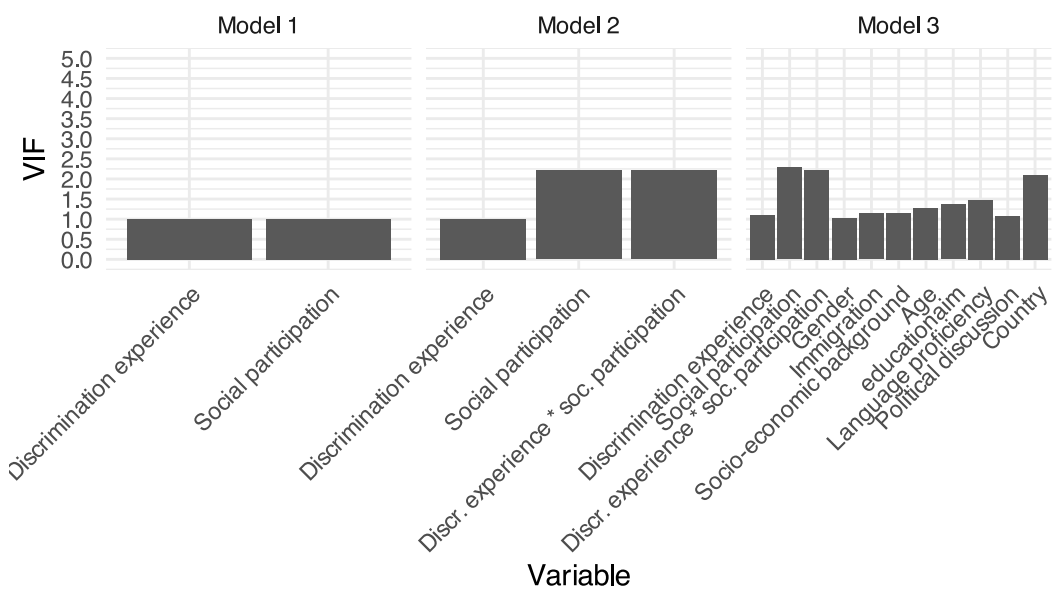 Model 1
Model 2
Model 3
VIF
5.0
4.5
4.0
3.5
3.0
2.5
2.0
1.5
1.0
0.5
0.0
Discrimination experience
Social participation
Discrimination experience
Social participation
Discr. experience * soc. participation
Discrimination experience
Social participation
Discr. experience * soc. participation
Gender
Immigration
Socio-economic background
Age
educationaim
Language proficiency
Political discussion
Country
Variable